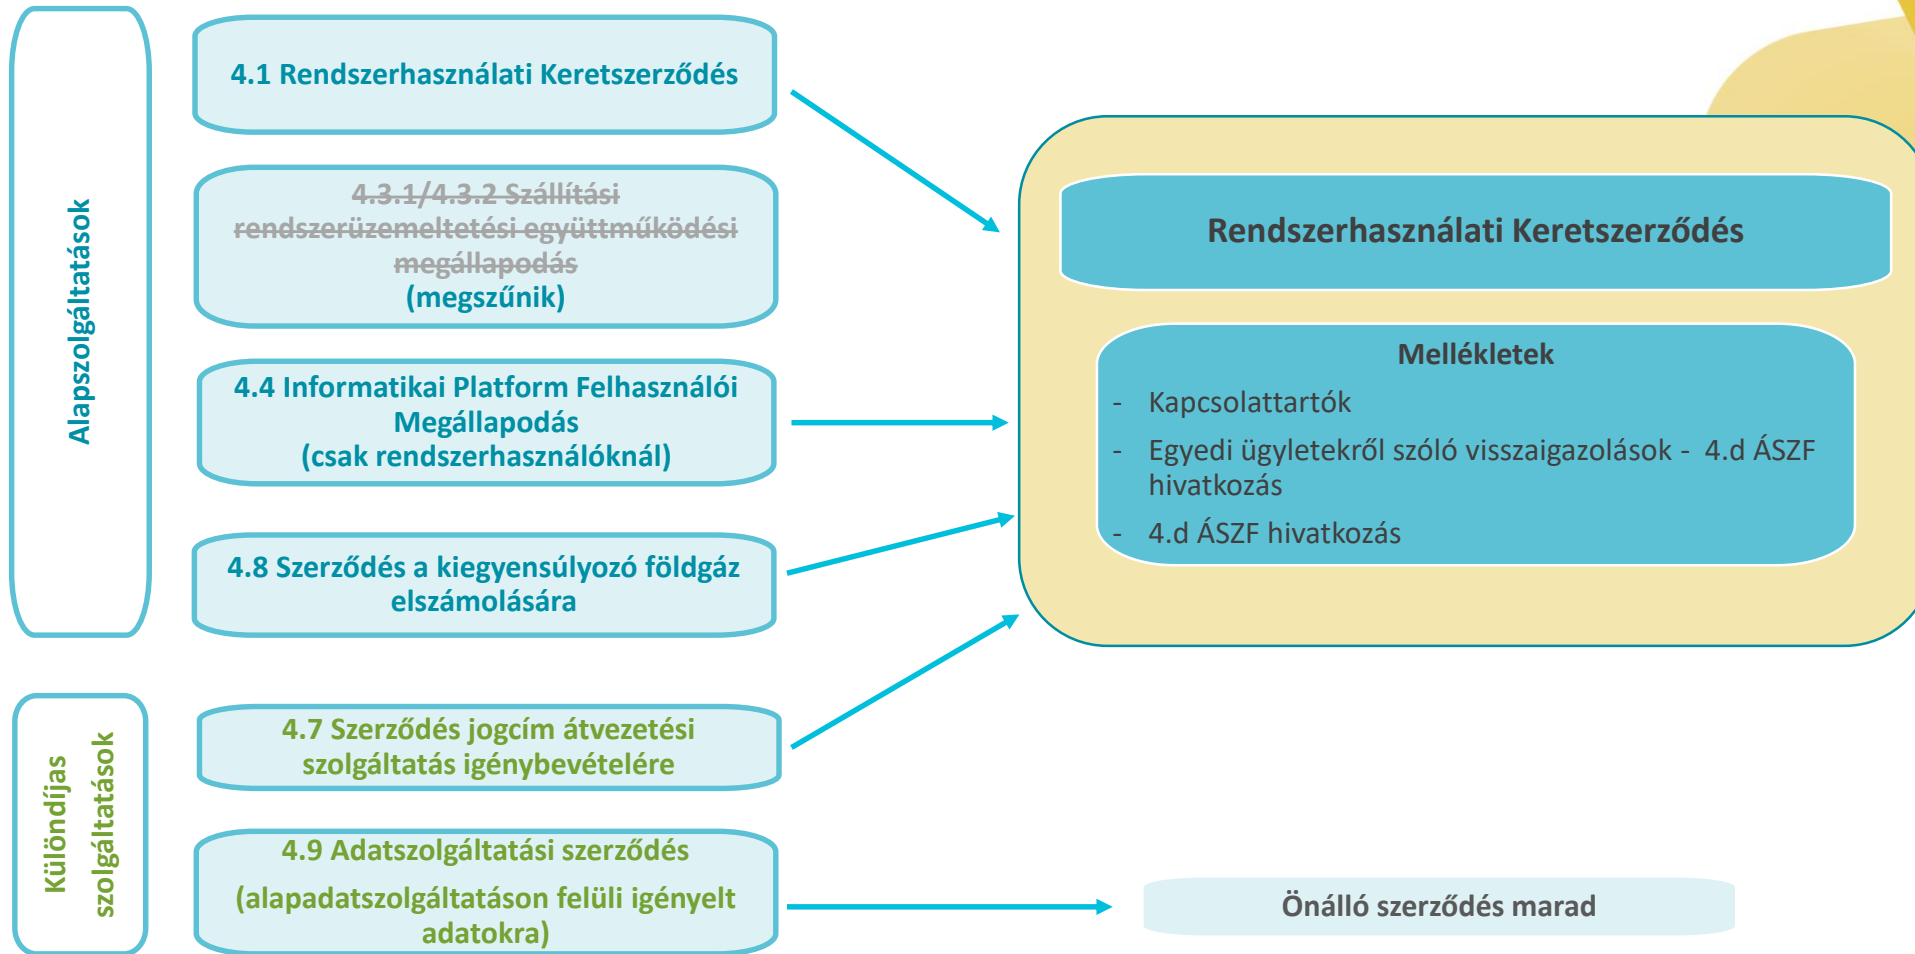 Alapszolgáltatások
4.1 Rendszerhasználati Keretszerződés
4.3.1/4.3.2 Szállítási
rendszerüzemeltetési együttműködési
megállapodás
(megszűnik)
4.4 Informatikai Platform Felhasználói
Megállapodás
(csak rendszerhasználóknál)
4.8 Szerződés a kiegyensúlyozó földgáz
elszámolására
Különdíjas
szolgáltatások
4.7 Szerződés jogcím átvezetési
szolgáltatás igénybevételére
4.9 Adatszolgáltatási szerződés
(alapadatszolgáltatáson felüli igényelt
adatokra)
Rendszerhasználati Keretszerződés
Mellékletek
- Kapcsolattartók
- Egyedi ügyletekről szóló visszaigazolások - 4.d ÁSZF
hivatkozás
- 4.d ÁSZF hivatkozás
Önálló szerződés marad